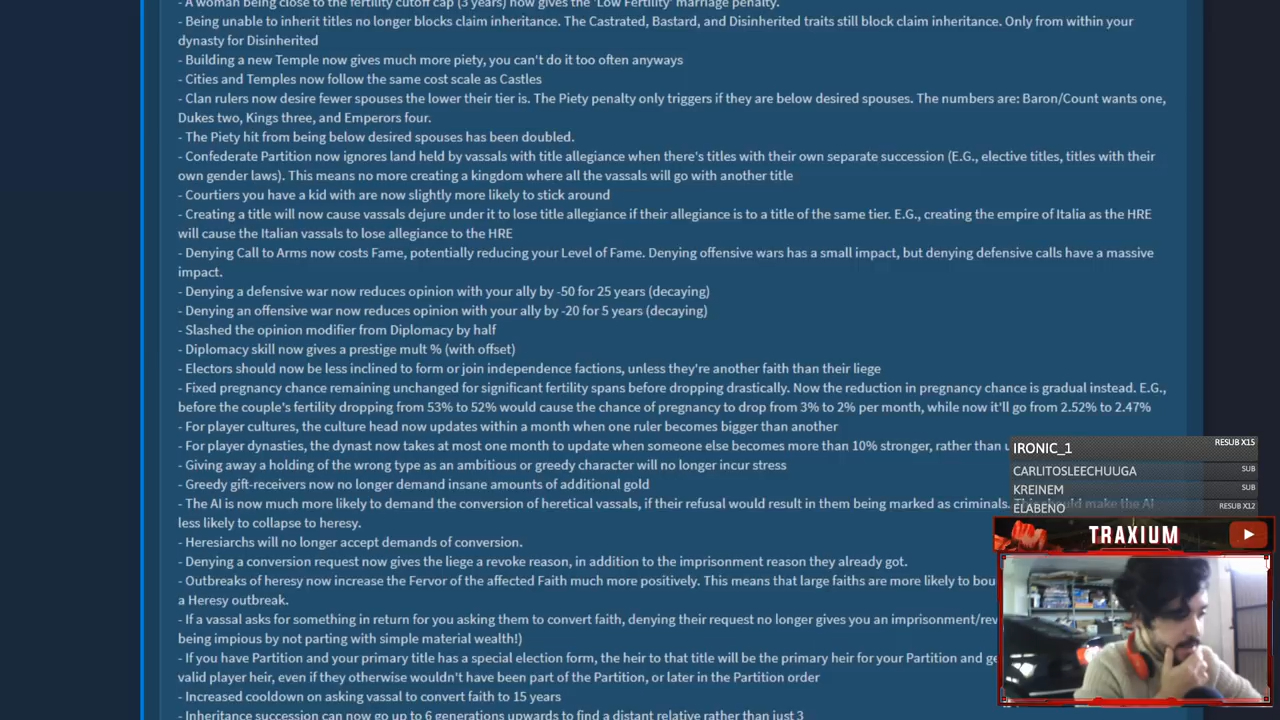 - A woman being close to the fertility cutoff cap (3 years) now gives the 'Low Fertility' marriage penalty.
- Being unable to inherit titles no longer blocks claim inheritance. The Castrated, Bastard, and Disinherited traits still block claim inheritance. Only from within your
dynasty for Disinherited
- Building a new Temple now gives much more piety, you can't do it too often anyways
- Cities and Temples now follow the same cost scale as Castles
- Clan rulers now desire fewer spouses the lower their tier is. The Piety penalty only triggers if they are below desired spouses. The numbers are: Baron/Count wants one,
Dukes two, Kings three, and Emperors four.
- The Piety hit from being below desired spouses has been doubled.
- Confederate Partition now ignores land held by vassals with title allegiance when there's titles with their own separate succession (E.G., elective titles, titles with their
own gender laws). This means no more creating a kingdom where all the vassals will go with another title
- Courtiers you have a kid with are now slightly more likely to stick around
- Creating a title will now cause vassals dejure under it to lose title allegiance if their allegiance is to a title of the same tier. E.G., creating the empire of Italia as the HRE
will cause the Italian vassals to lose allegiance to the HRE
- Denying Call to Arms now costs Fame, potentially reducing your Level of Fame. Denying offensive wars has a small impact, but denying defensive calls have a massive
impact.
- Denying a defensive war now reduces opinion with your ally by -50 for 25 years (decaying)
- Denying an offensive war now reduces opinion with your ally by -20 for 5 years (decaying)
- Slashed the opinion modifier from Diplomacy by half
- Diplomacy skill now gives a prestige mult % (with offset)
- Electors should now be less inclined to form or join independence factions, unless they're another faith than their liege
- Fixed pregnancy chance remaining unchanged for significant fertility spans before dropping drastically. Now the reduction in pregnancy chance is gradual instead. E.G.,
before the couple's fertility dropping from 53% to 52% would cause the chance of pregnancy to drop from 3% to 2% per month, while now it'll go from 2.52% to 2.47%
- For player cultures, the culture head now updates within a month when one ruler becomes bigger than another
- For player dynasties, the dynast now takes at most one month to update when someone else becomes more than 10% stronger, rather than
- Giving away a holding of the wrong type as an ambitious or greedy character will no longer incur stress
- Greedy gift-receivers now no longer demand insane amounts of additional gold
- The AI is now much more likely to demand the conversion of heretical vassals, if their refusal would result in them being marked as criminals. This should make the AI
less likely to collapse to heresy.
- Heresiarchs will no longer accept demands of conversion.
- Denying a conversion request now gives the liege a revoke reason, in addition to the imprisonment reason they already got.
- Outbreaks of heresy now increase the Fervor of the affected Faith much more positively. This means that large faiths are more likely to
a Heresy outbreak.
- If a vassal asks for something in return for you asking them to convert faith, denying their request no longer gives you an
being impious by not parting with simple material wealth!)
- If you have Partition and your primary title has a special election form, the heir to that title will be the primary heir for your Partition and
valid player heir, even if they otherwise wouldn't have been part of the Partition, or later in the Partition order
- Increased cooldown on asking vassal to convert faith to 15 years
- Inheritance succession can now go up to 6 generations upwards to find a distant relative rather than just 3
IRONIC_1 RESUB X15
CARLITOSLEECHUUGA SUB
KREINEM SUB
ELABENO RESUB X12
TRAXIUM